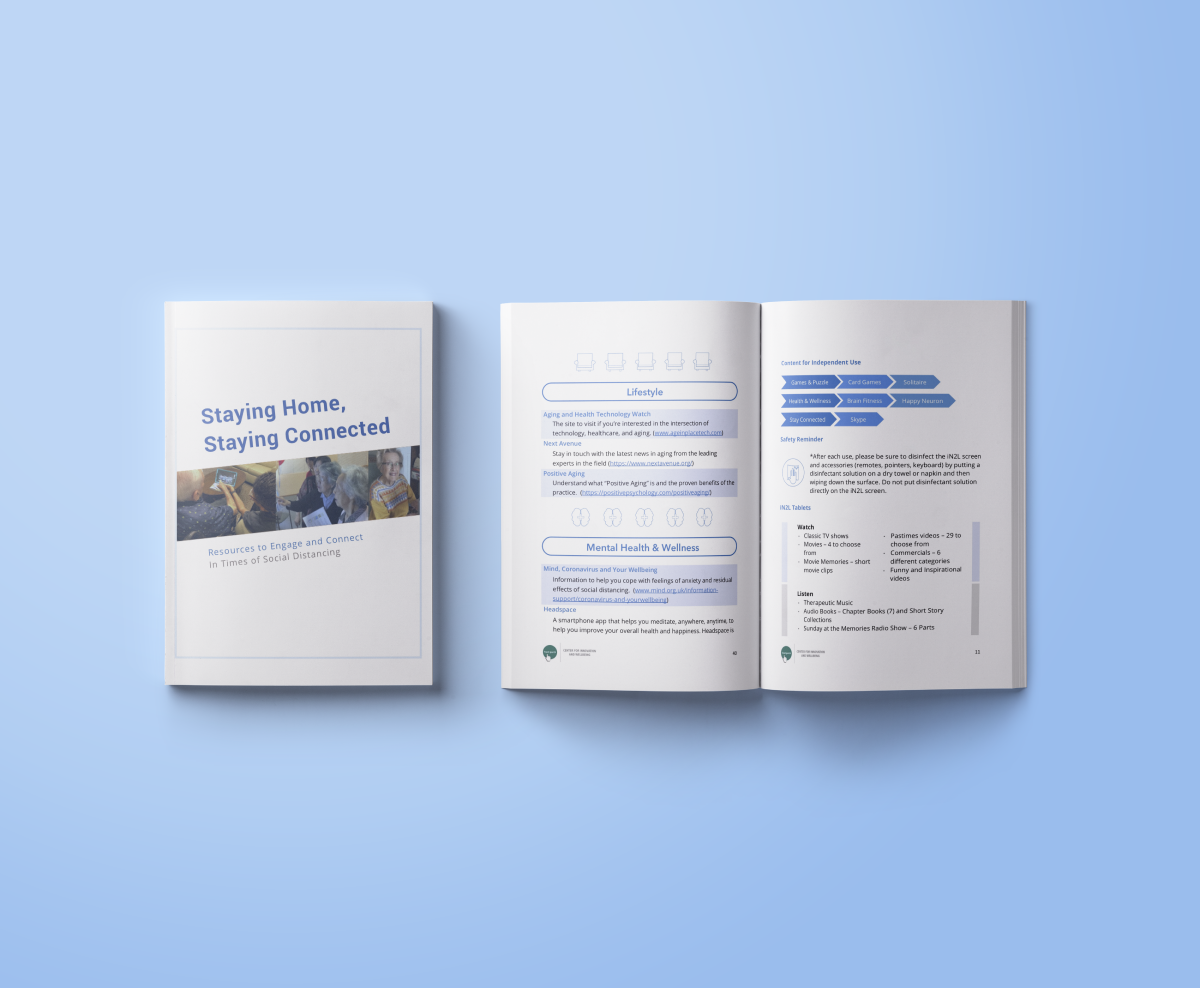 Staying Home,
Staying Connected
Resources to Engage and Connect
In Times of Social Distancing
Lifestyle
Aging and Health Technology Watch
The site to visit if you're interested in the intersection of
technology, healthcare, and aging. (www.ageinplacetech.com)
Next Avenue
Stay in touch with the latest news in aging from the leading
experts in the field (https://www.nextavenue.org/)
Positive Aging
Understand what "Positive Aging" is and the proven benefits of the
practice. (https://positivepsychology.com/positiveaging/)
Mental Health & Wellness
Mind, Coronavirus and Your Wellbeing
Information to help you cope with feelings of anxiety and residual
effects of social distancing. (www.mind.org.uk/information-
support/coronavirus-and-yourwellbeing)
Headspace
A smartphone app that helps you meditate, anywhere, anytime, to
help you improve your overall health and happiness. Headspace is
CENTER FOR INNOVATION
AND WELLBEING
Content for Independent Use
Games & Puzzle Card Games Solitaire
Health & Wellness Brain Fitness Happy Neuron
Stay Connected Skype
Safety Reminder
*After each use, please be sure to disinfect the iN2L screen
and accessories (remotes, pointers, keyboard) by putting a
disinfectant solution on a dry towel or napkin and then
wiping down the surface. Do not put disinfectant solution
directly on the iN2L screen.
iN2L Tablets
Watch
- Classic TV shows
- Movies – 4 to choose
from
- Movie Memories – short
movie clips
- Pastimes videos – 29 to
choose from
- Commercials – 6
different categories
- Funny and Inspirational
videos
Listen
- Therapeutic Music
- Audio Books – Chapter Books (7) and Short Story
Collections
- Sunday at the Memories Radio Show – 6 Parts
CENTER FOR INNOVATION
AND WELLBEING